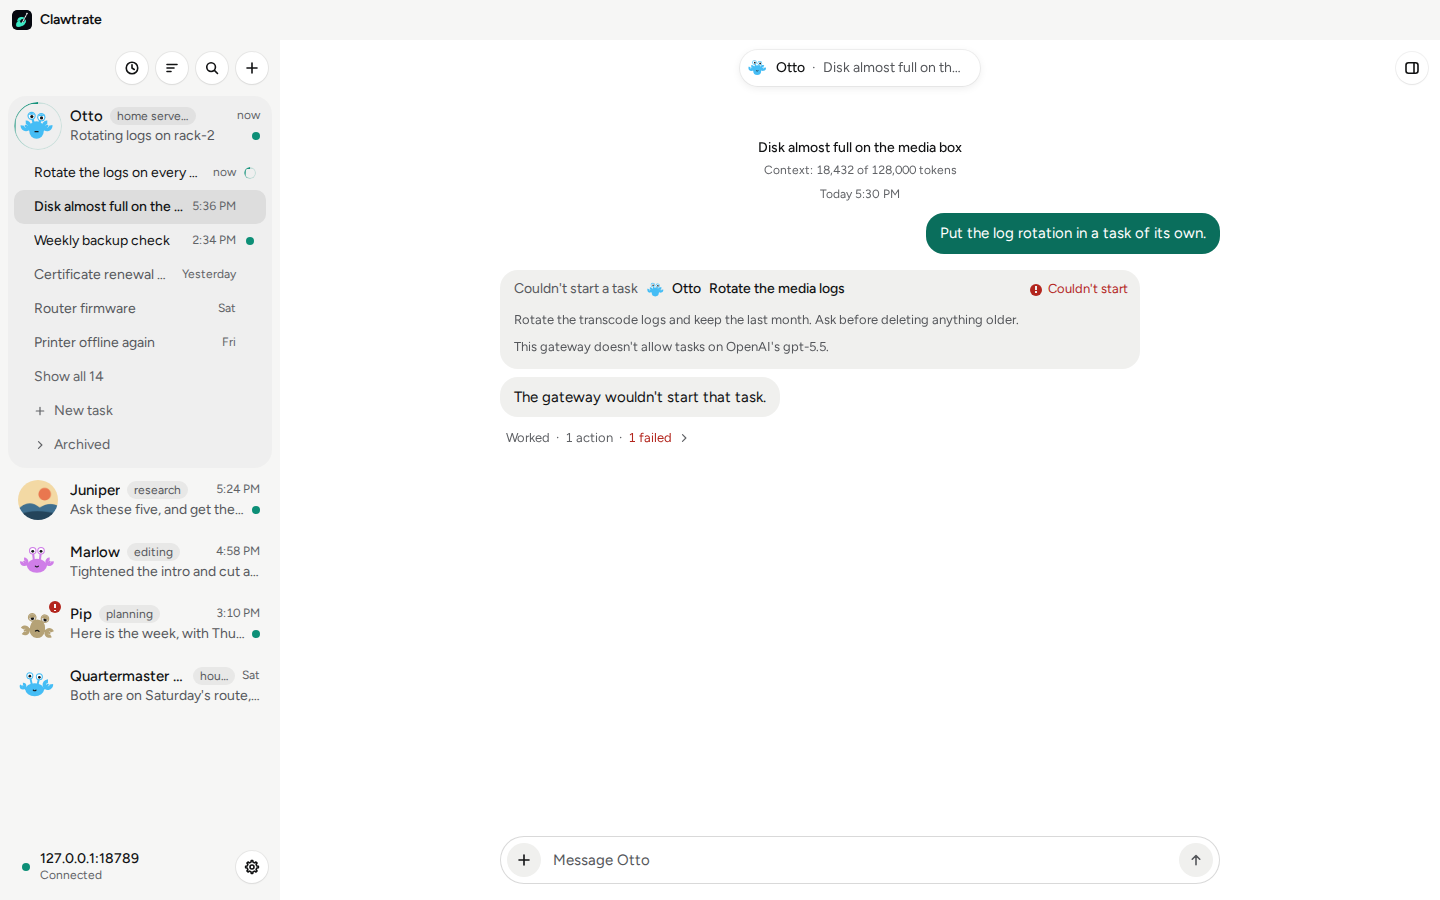 Clawtrate
Otto home serve... now
Rotating logs on rack-2
Rotate the logs on every ... now
Disk almost full on the ... 5:36 PM
Weekly backup check 2:34 PM
Certificate renewal ... Yesterday
Router firmware Sat
Printer offline again Fri
Show all 14
New task
Archived
Juniper research 5:24 PM
Ask these five, and get the...
Marlow editing 4:58 PM
Tightened the intro and cut a...
Pip planning 3:10 PM
Here is the week, with Thu...
Quartermaster ... hou... Sat
Both are on Saturday's route,...
127.0.0.1:18789
Connected
Otto · Disk almost full on th...
Disk almost full on the media box
Context: 18,432 of 128,000 tokens
Today 5:30 PM
Put the log rotation in a task of its own.
Couldn't start a task Otto Rotate the media logs Couldn't start
Rotate the transcode logs and keep the last month. Ask before deleting anything older.
This gateway doesn't allow tasks on OpenAI's gpt-5.5.
The gateway wouldn't start that task.
Worked · 1 action · 1 failed
Message Otto